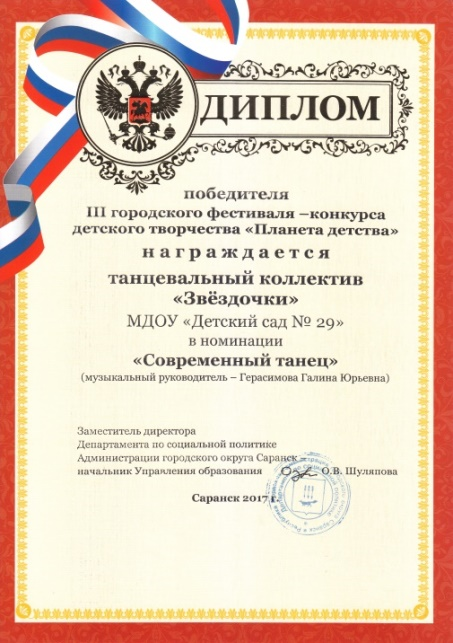 ДИПЛОМ
победителя
III городского фестиваля –конкурса
детского творчества «Планета детства»
награждается
танцевальный коллектив
«Звёздочки»
МДОУ «Детский сад № 29»
в номинации
«Современный танец»
(музыкальный руководитель – Герасимова Галина Юрьевна)
Заместитель директора
Департамента по социальной политике
Администрации городского округа Саранск –
начальник Управления образования О.В. Шуляпова
Саранск 2017 г.